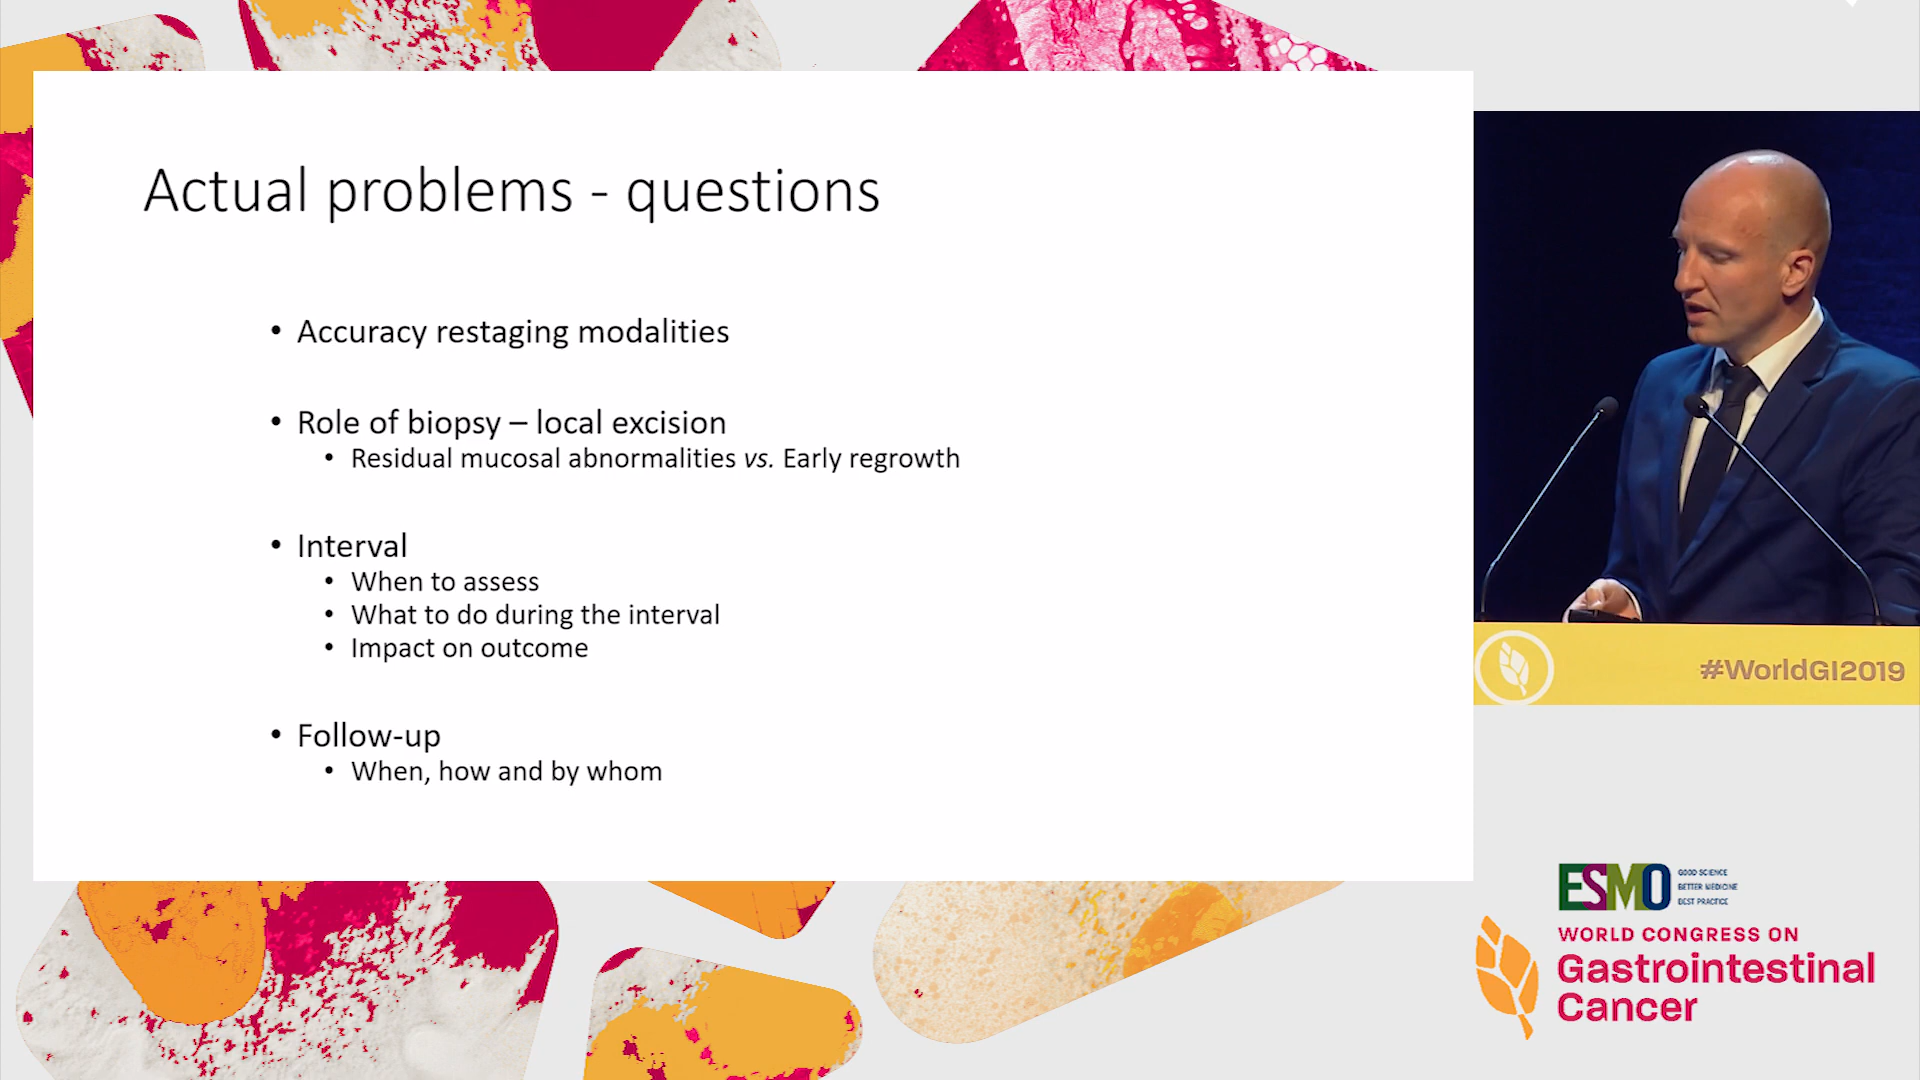 Actual problems - questions
• Accuracy restaging modalities
• Role of biopsy – local excision
• Residual mucosal abnormalities vs. Early regrowth
• Interval
• When to assess
• What to do during the interval
• Impact on outcome
• Follow-up
• When, how and by whom
#WorldGI2019
ESMO
GOOD SCIENCE
BETTER MEDICINE
BEST PRACTICE
WORLD CONGRESS ON
Gastrointestinal
Cancer